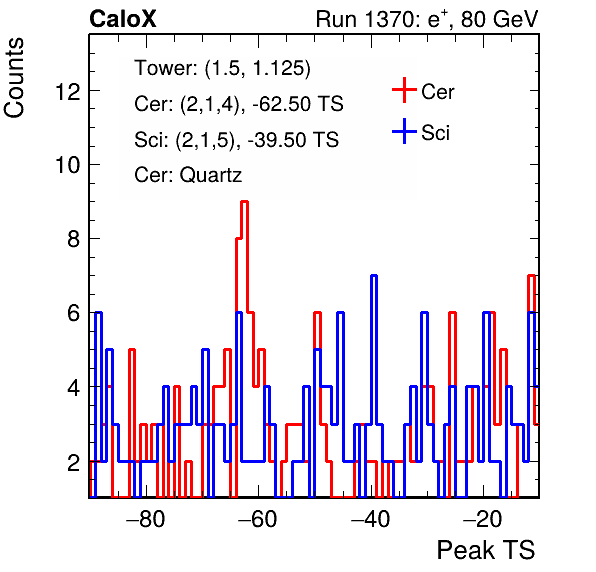 CaloX Run 1370: e⁺, 80 GeV
Counts
Tower: (1.5, 1.125)
Cer: (2,1,4), -62.50 TS
Sci: (2,1,5), -39.50 TS
Cer: Quartz
Cer
Sci
12
10
8
6
4
2
−80 −60 −40 −20
Peak TS